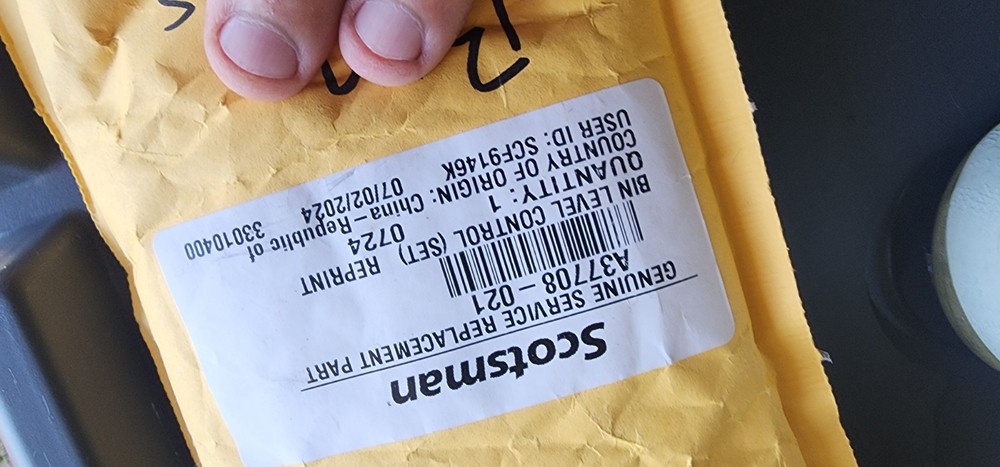 Scotsman
GENUINE SERVICE REPLACEMENT PART
A37708-021
BIN LEVEL CONTROL (SET) REPRINT
QUANTITY: 1 0724
COUNTRY OF ORIGIN: China-Republic of
USER ID: SCF9146K 07/02/2024 33010400